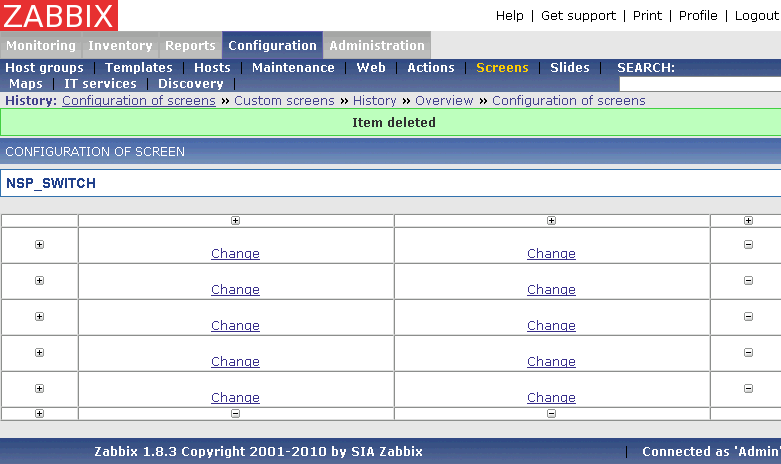 ZABBIX
Help | Get support | Print | Profile | Logout
Monitoring Inventory Reports Configuration Administration
Host groups | Templates | Hosts | Maintenance | Web | Actions | Screens | Slides | SEARCH:
Maps | IT services | Discovery |
History: Configuration of screens » Custom screens » History » Overview » Configuration of screens
Item deleted
CONFIGURATION OF SCREEN
NSP_SWITCH
Change Change
Change Change
Change Change
Change Change
Change Change
Zabbix 1.8.3 Copyright 2001-2010 by SIA Zabbix | Connected as 'Admin'